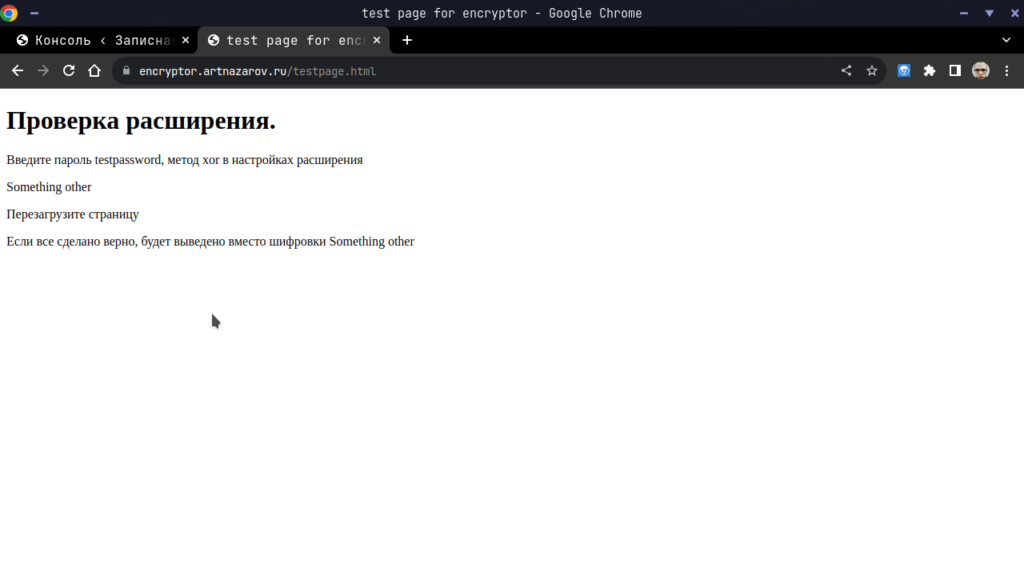 test page for encryptor - Google Chrome
Консоль ‹ Записна
test page for enc
encryptor.artnazarov.ru/testpage.html
Проверка расширения.
Введите пароль testpassword, метод xor в настройках расширения
Something other
Перезагрузите страницу
Если все сделано верно, будет выведено вместо шифровки Something other